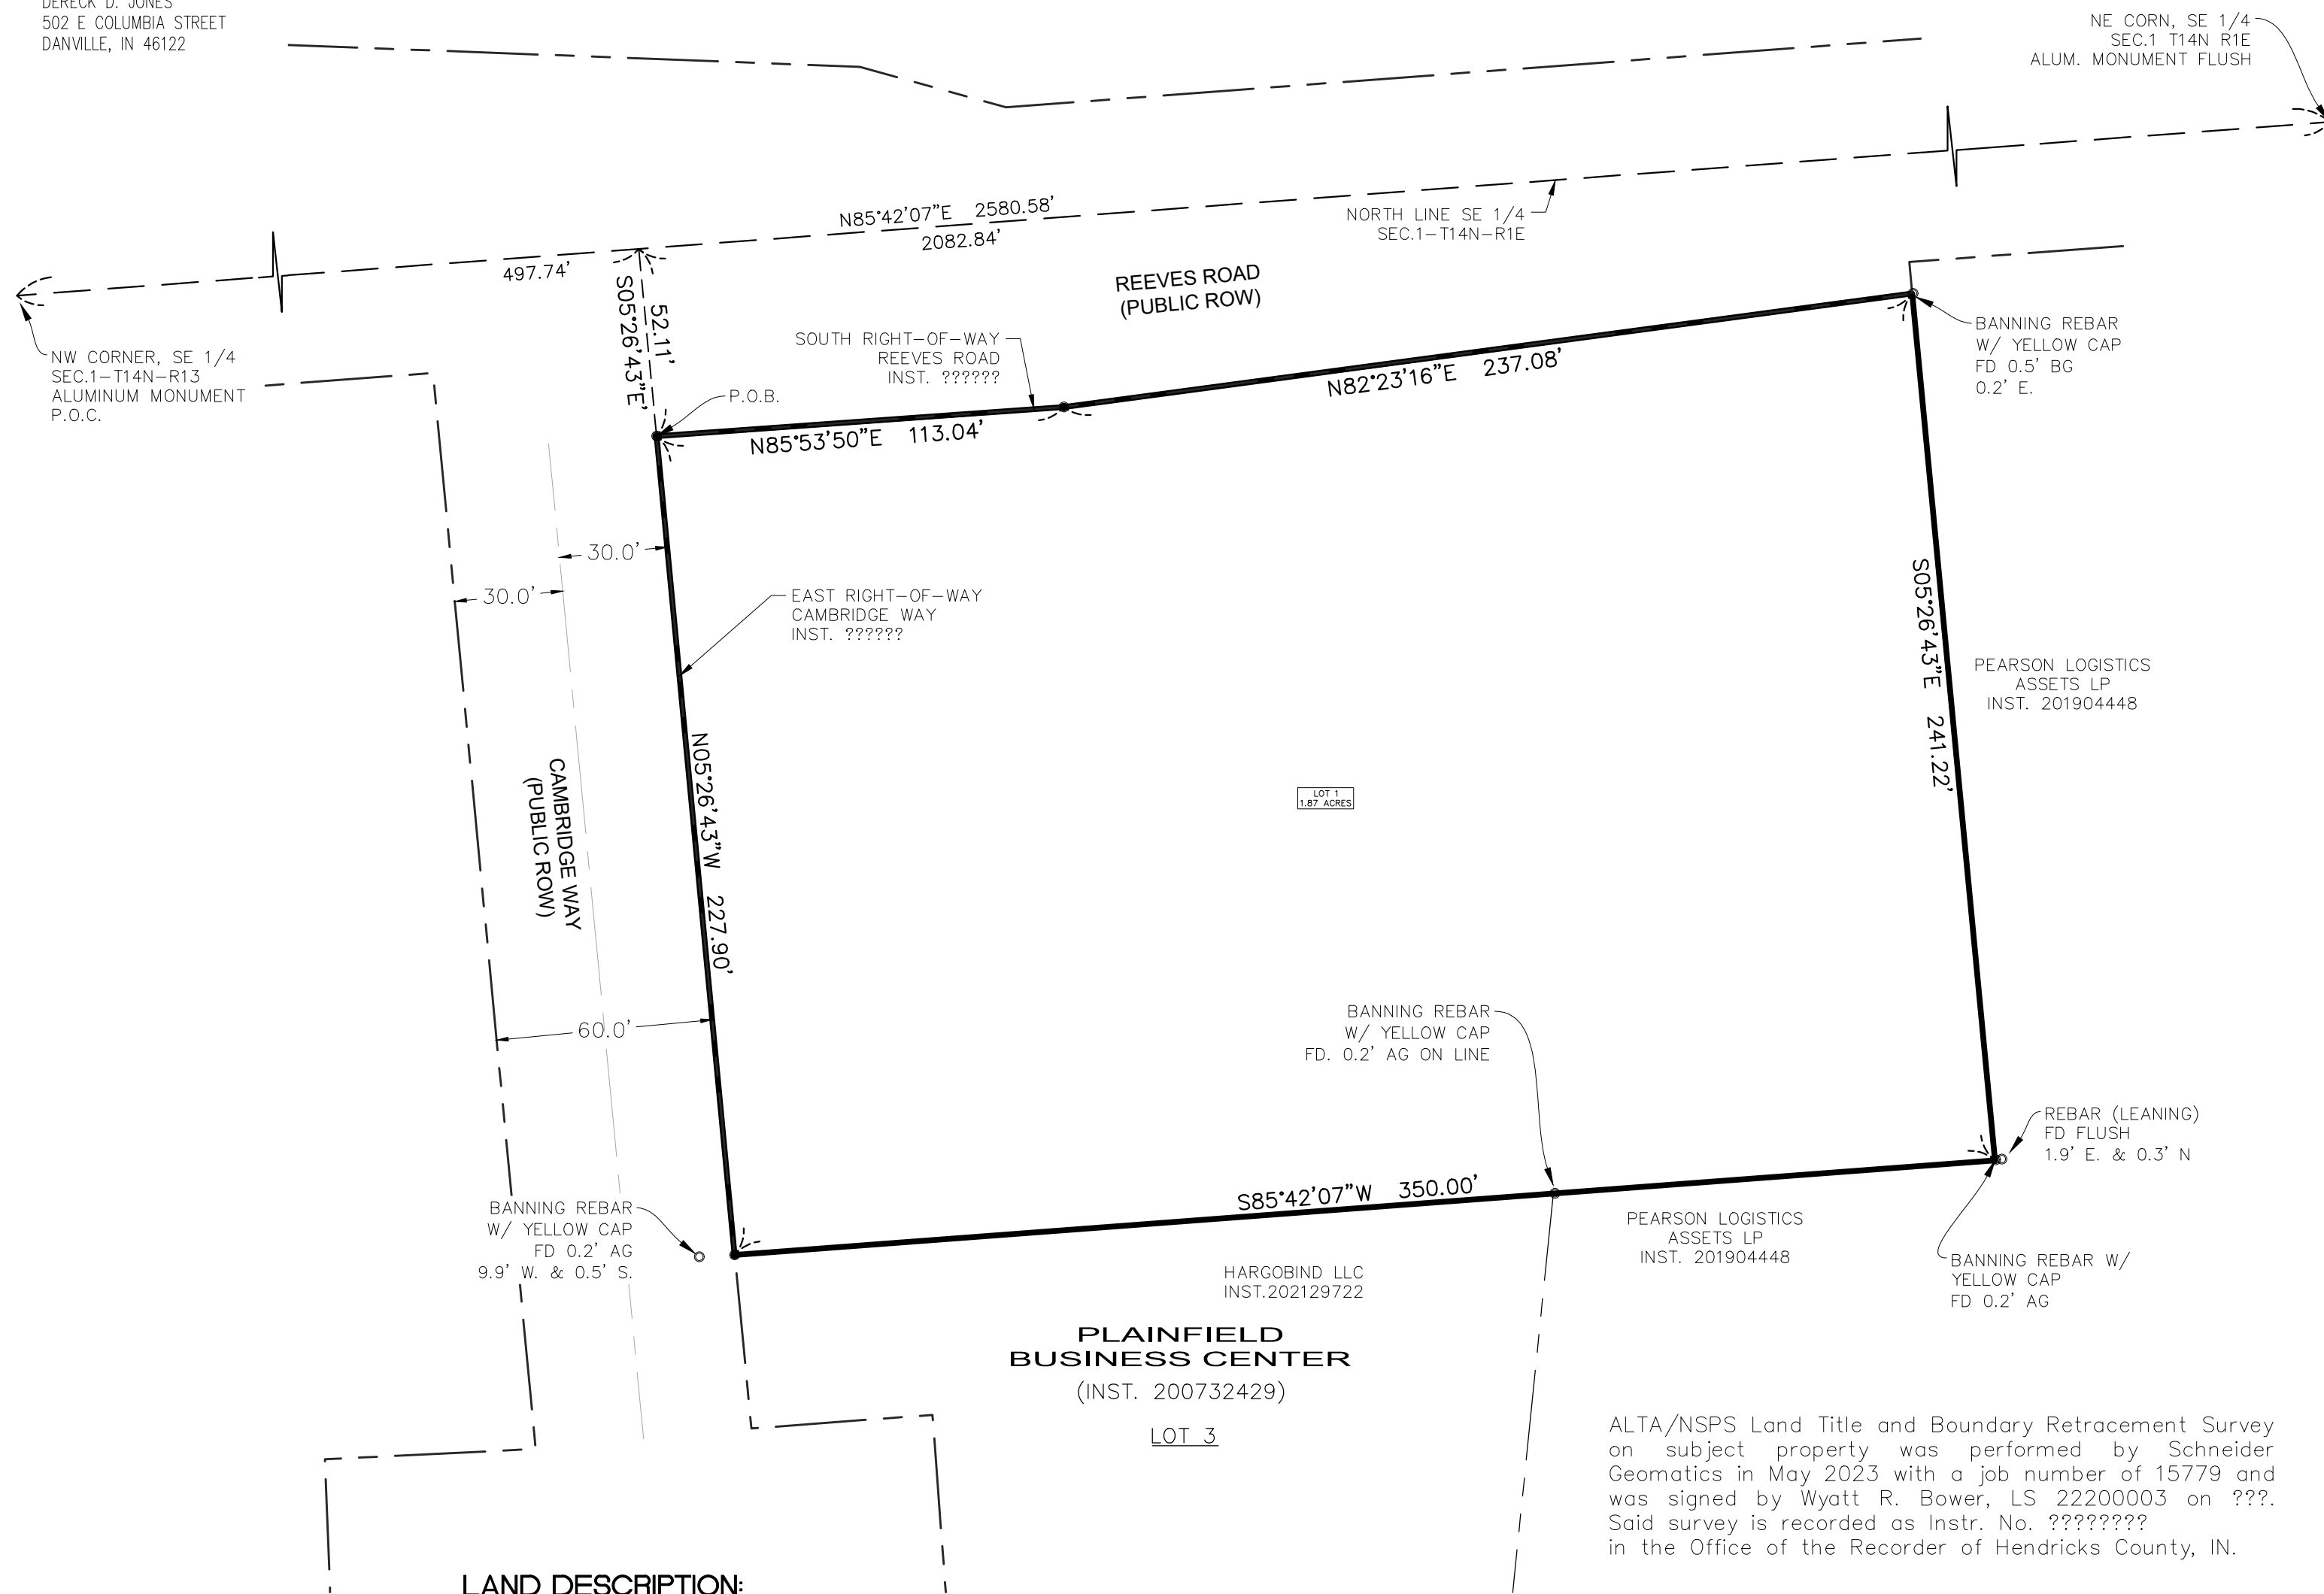 DERECK D. JONES
502 E COLUMBIA STREET
DANVILLE, IN 46122
NE CORN, SE 1/4
SEC.1 T14N R1E
ALUM. MONUMENT FLUSH
N85°42'07"E 2580.58'
2082.84'
NORTH LINE SE 1/4
SEC.1-T14N-R1E
497.74'
S05°26'43"E'
52.11'
REEVES ROAD
(PUBLIC ROW)
NW CORNER, SE 1/4
SEC.1-T14N-R13
ALUMINUM MONUMENT
P.O.C.
SOUTH RIGHT-OF-WAY
REEVES ROAD
INST. ??????
P.O.B.
N85°53'50"E 113.04'
N82°23'16"E 237.08'
BANNING REBAR
W/ YELLOW CAP
FD 0.5' BG
0.2' E.
30.0'
30.0'
EAST RIGHT-OF-WAY
CAMBRIDGE WAY
INST. ??????
S05°26'43"E 241.22'
PEARSON LOGISTICS
ASSETS LP
INST. 201904448
CAMBRIDGE WAY
(PUBLIC ROW)
N05°26'43"W 227.90'
LOT 1
1.87 ACRES
60.0'
BANNING REBAR
W/ YELLOW CAP
FD. 0.2' AG ON LINE
REBAR (LEANING)
FD FLUSH
1.9' E. & 0.3' N
BANNING REBAR
W/ YELLOW CAP
FD 0.2' AG
9.9' W. & 0.5' S.
S85°42'07"W 350.00'
PEARSON LOGISTICS
ASSETS LP
INST. 201904448
BANNING REBAR W/
YELLOW CAP
FD 0.2' AG
HARGOBIND LLC
INST.202129722
PLAINFIELD
BUSINESS CENTER
(INST. 200732429)
LOT 3
ALTA/NSPS Land Title and Boundary Retracement Survey
on subject property was performed by Schneider
Geomatics in May 2023 with a job number of 15779 and
was signed by Wyatt R. Bower, LS 22200003 on ???.
Said survey is recorded as Instr. No. ????????
in the Office of the Recorder of Hendricks County, IN.
LAND DESCRIPTION: